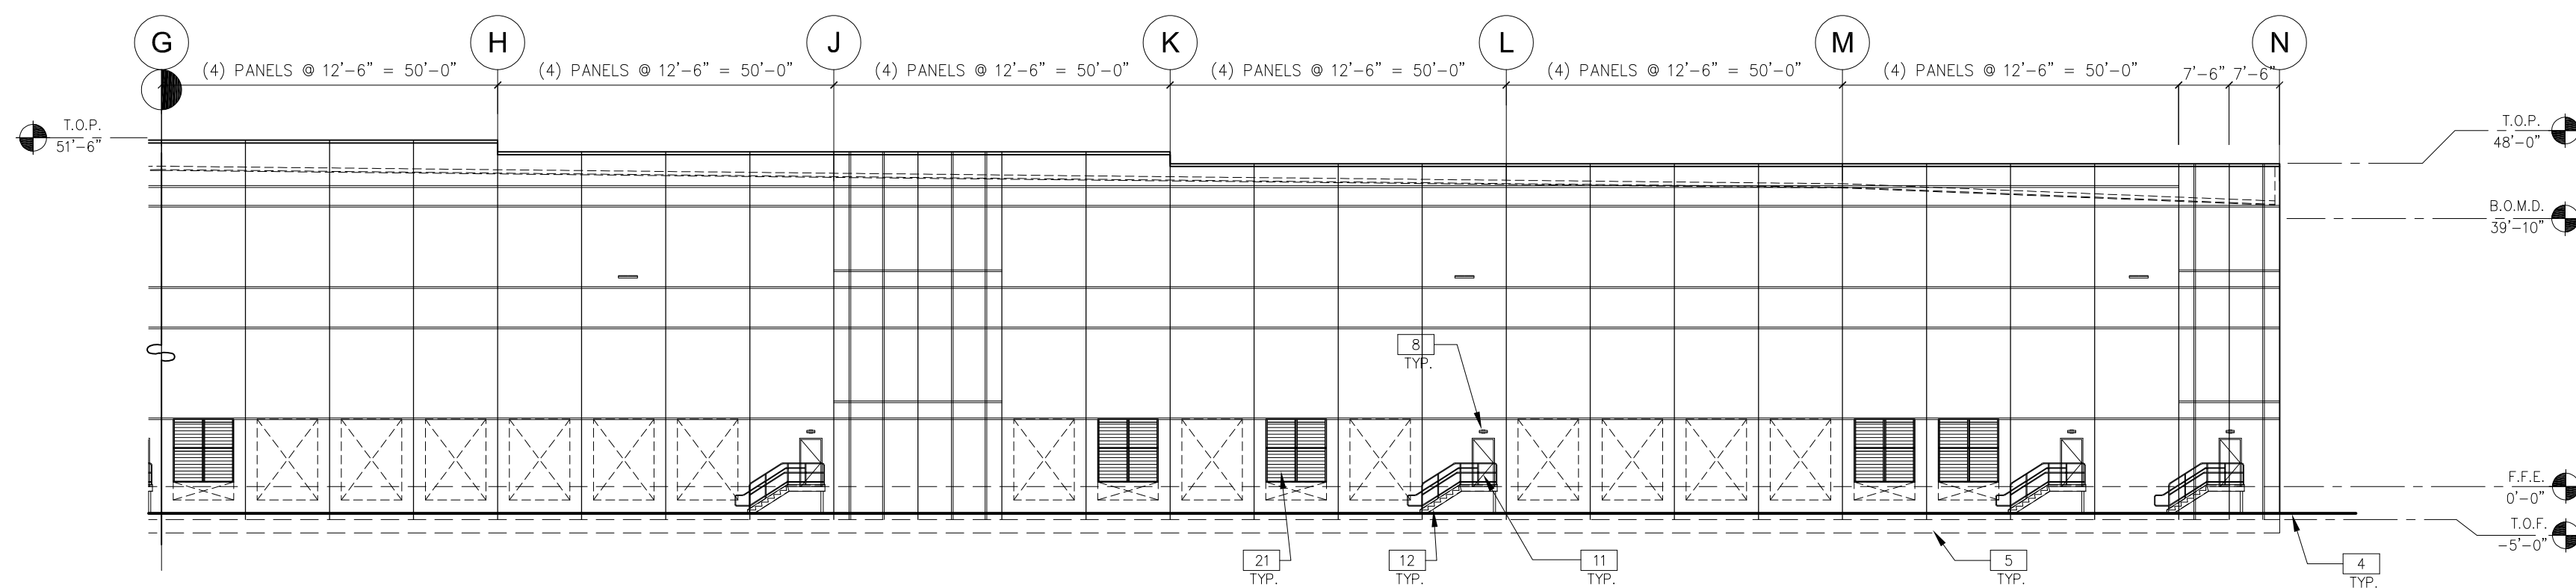 G H J K L M N
(4) PANELS @ 12'-6" = 50'-0" (4) PANELS @ 12'-6" = 50'-0" (4) PANELS @ 12'-6" = 50'-0" (4) PANELS @ 12'-6" = 50'-0" (4) PANELS @ 12'-6" = 50'-0" (4) PANELS @ 12'-6" = 50'-0" 7'-6" 7'-6"
T.O.P.
51'-6"
T.O.P.
48'-0"
B.O.M.D.
39'-10"
8
TYP.
F.F.E.
0'-0"
T.O.F.
-5'-0"
21
TYP.
12
TYP.
11
TYP.
5
TYP.
4
TYP.